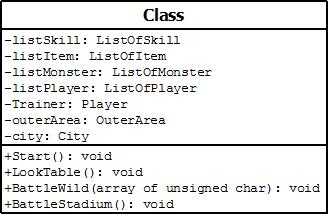 Class
-listSkill: ListOfSkill
-listItem: ListOfItem
-listMonster: ListOfMonster
-listPlayer: ListOfPlayer
-Trainer: Player
-outerArea: OuterArea
-city: City
+Start(): void
+LookTable(): void
+BattleWild(array of unsigned char): void
+BattleStadium(): void